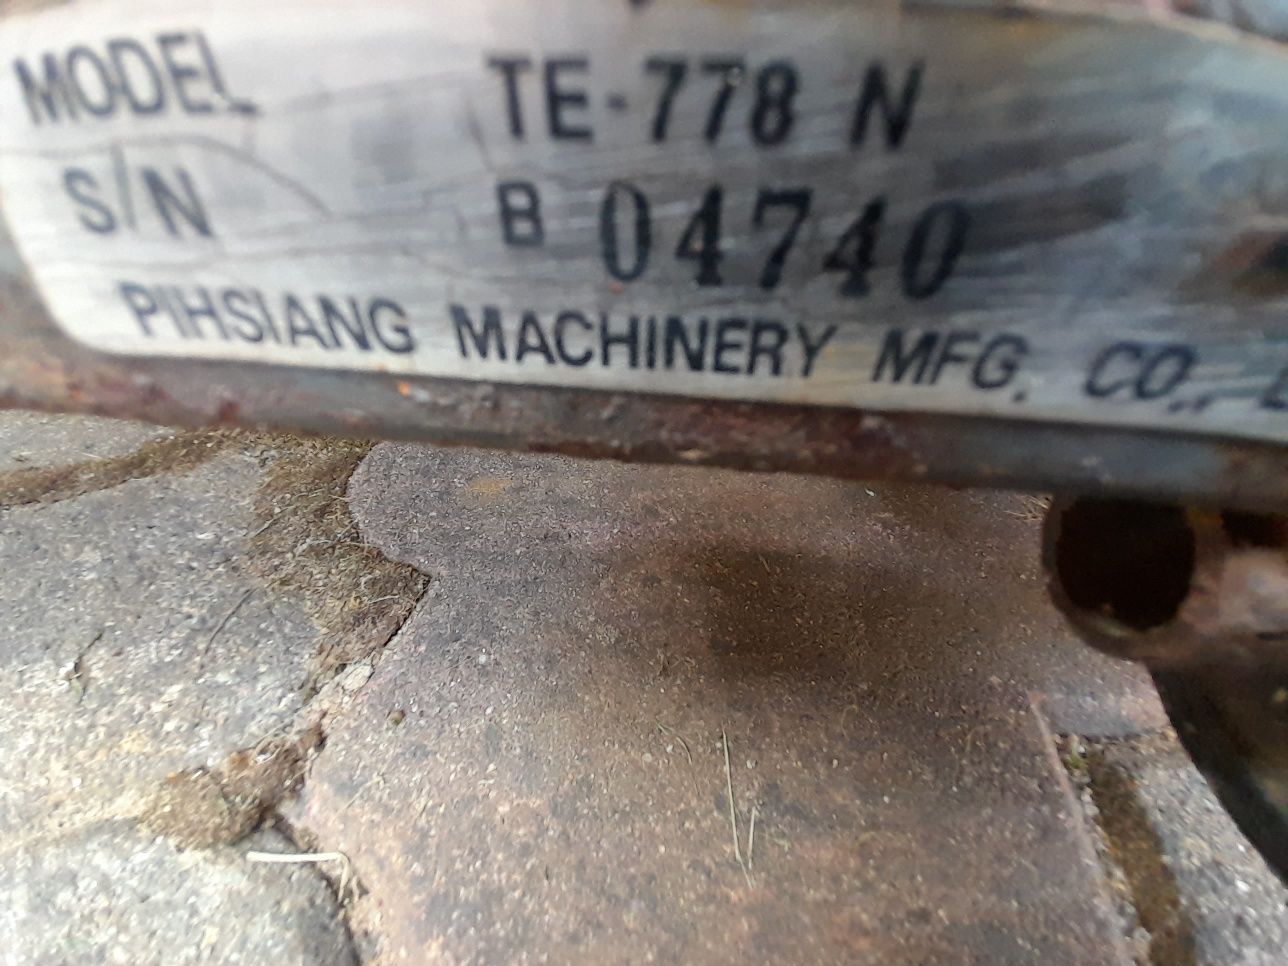 MODEL TE-778 N
S/N B 04740
PIHSIANG MACHINERY MFG. CO.,